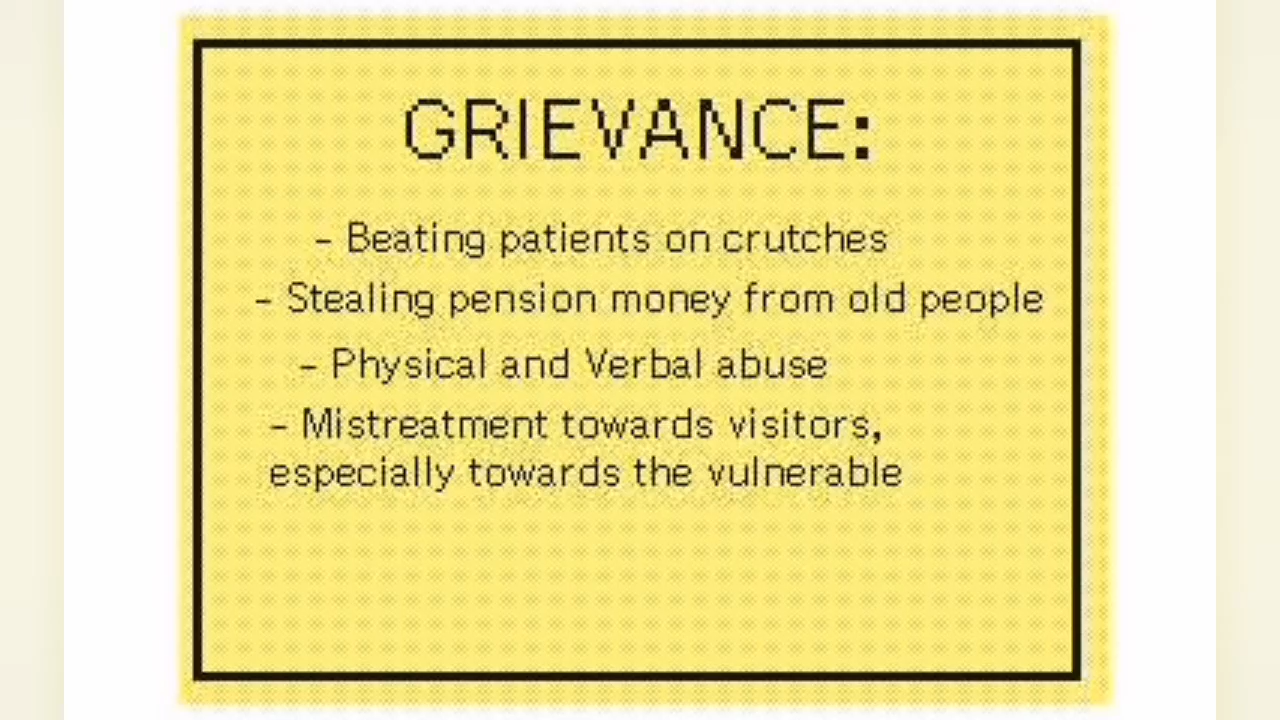 GRIEVANCE:
- Beating patients on crutches
- Stealing pension money from old people
- Physical and Verbal abuse
- Mistreatment towards visitors,
especially towards the vulnerable